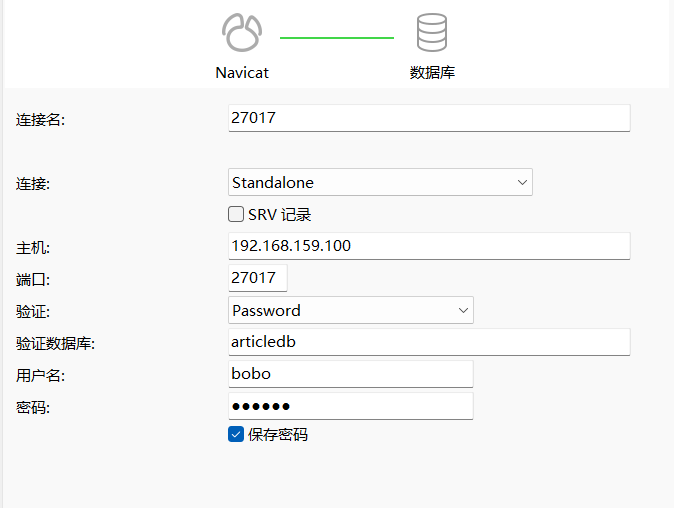 Navicat 数据库
连接名: 27017
连接: Standalone
SRV 记录
主机: 192.168.159.100
端口: 27017
验证: Password
验证数据库: articledb
用户名: bobo
密码: ●●●●●●
保存密码